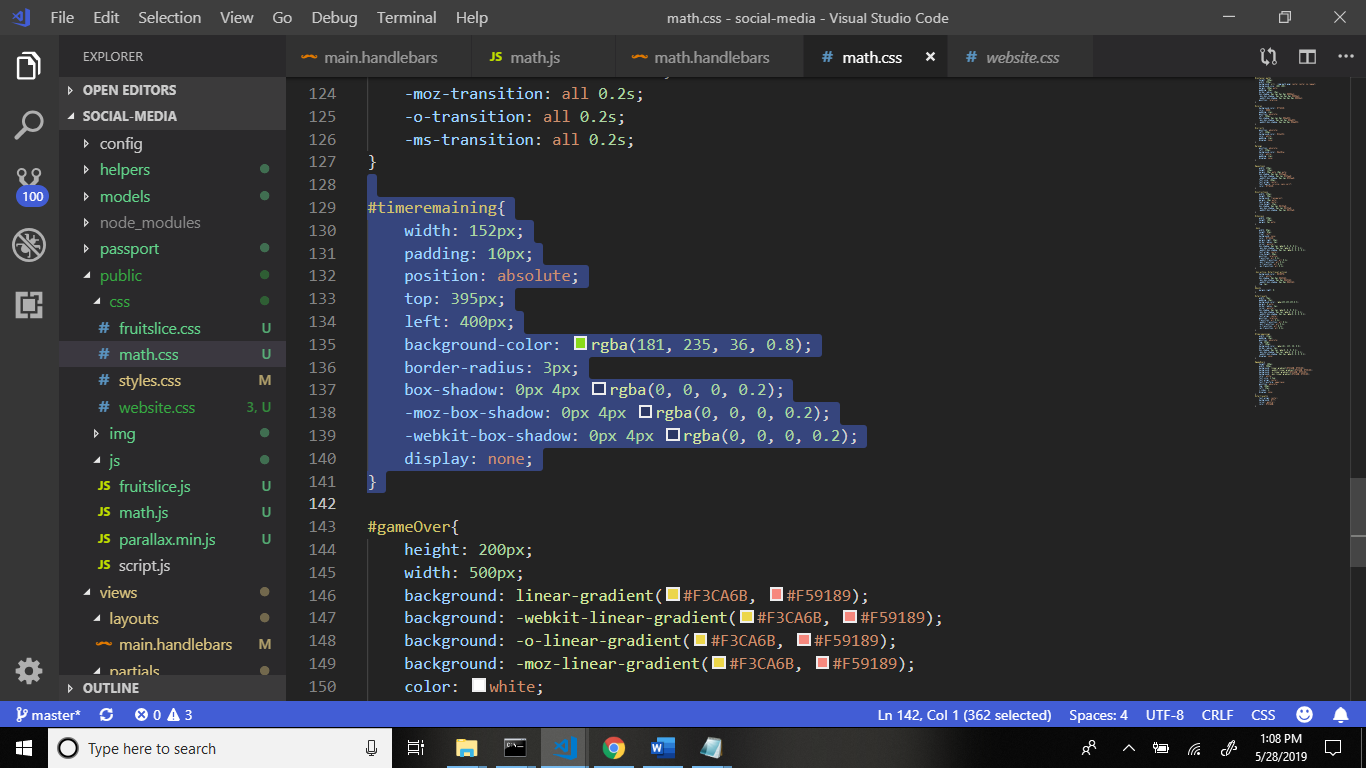 File Edit Selection View Go Debug Terminal Help math.css - social-media - Visual Studio Code
EXPLORER
main.handlebars JS math.js math.handlebars # math.css # website.css
OPEN EDITORS
SOCIAL-MEDIA
config
helpers
models
node_modules
passport
public
css
# fruitslice.css U
# math.css U
# styles.css M
# website.css 3, U
img
js
JS fruitslice.js U
JS math.js U
JS parallax.min.js U
JS script.js
views
layouts
main.handlebars M
partials
OUTLINE
100
124 -moz-transition: all 0.2s;
125 -o-transition: all 0.2s;
126 -ms-transition: all 0.2s;
127 }
128
129 #timeremaining{
130 width: 152px;
131 padding: 10px;
132 position: absolute;
133 top: 395px;
134 left: 400px;
135 background-color: rgba(181, 235, 36, 0.8);
136 border-radius: 3px;
137 box-shadow: 0px 4px rgba(0, 0, 0, 0.2);
138 -moz-box-shadow: 0px 4px rgba(0, 0, 0, 0.2);
139 -webkit-box-shadow: 0px 4px rgba(0, 0, 0, 0.2);
140 display: none;
141 }
142
143 #gameOver{
144 height: 200px;
145 width: 500px;
146 background: linear-gradient(#F3CA6B, #F59189);
147 background: -webkit-linear-gradient(#F3CA6B, #F59189);
148 background: -o-linear-gradient(#F3CA6B, #F59189);
149 background: -moz-linear-gradient(#F3CA6B, #F59189);
150 color: white;
master* 0 3 Ln 142, Col 1 (362 selected) Spaces: 4 UTF-8 CRLF CSS
Type here to search
1:08 PM
5/28/2019